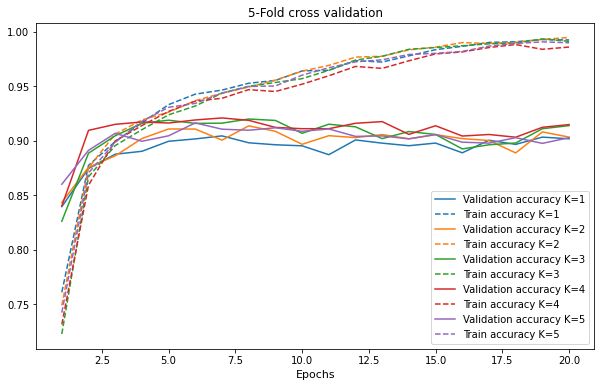 5-Fold cross validation
1.00
0.95
0.90
0.85
0.80
0.75
Validation accuracy K=1
Train accuracy K=1
Validation accuracy K=2
Train accuracy K=2
Validation accuracy K=3
Train accuracy K=3
Validation accuracy K=4
Train accuracy K=4
Validation accuracy K=5
Train accuracy K=5
2.5 5.0 7.5 10.0 12.5 15.0 17.5 20.0
Epochs